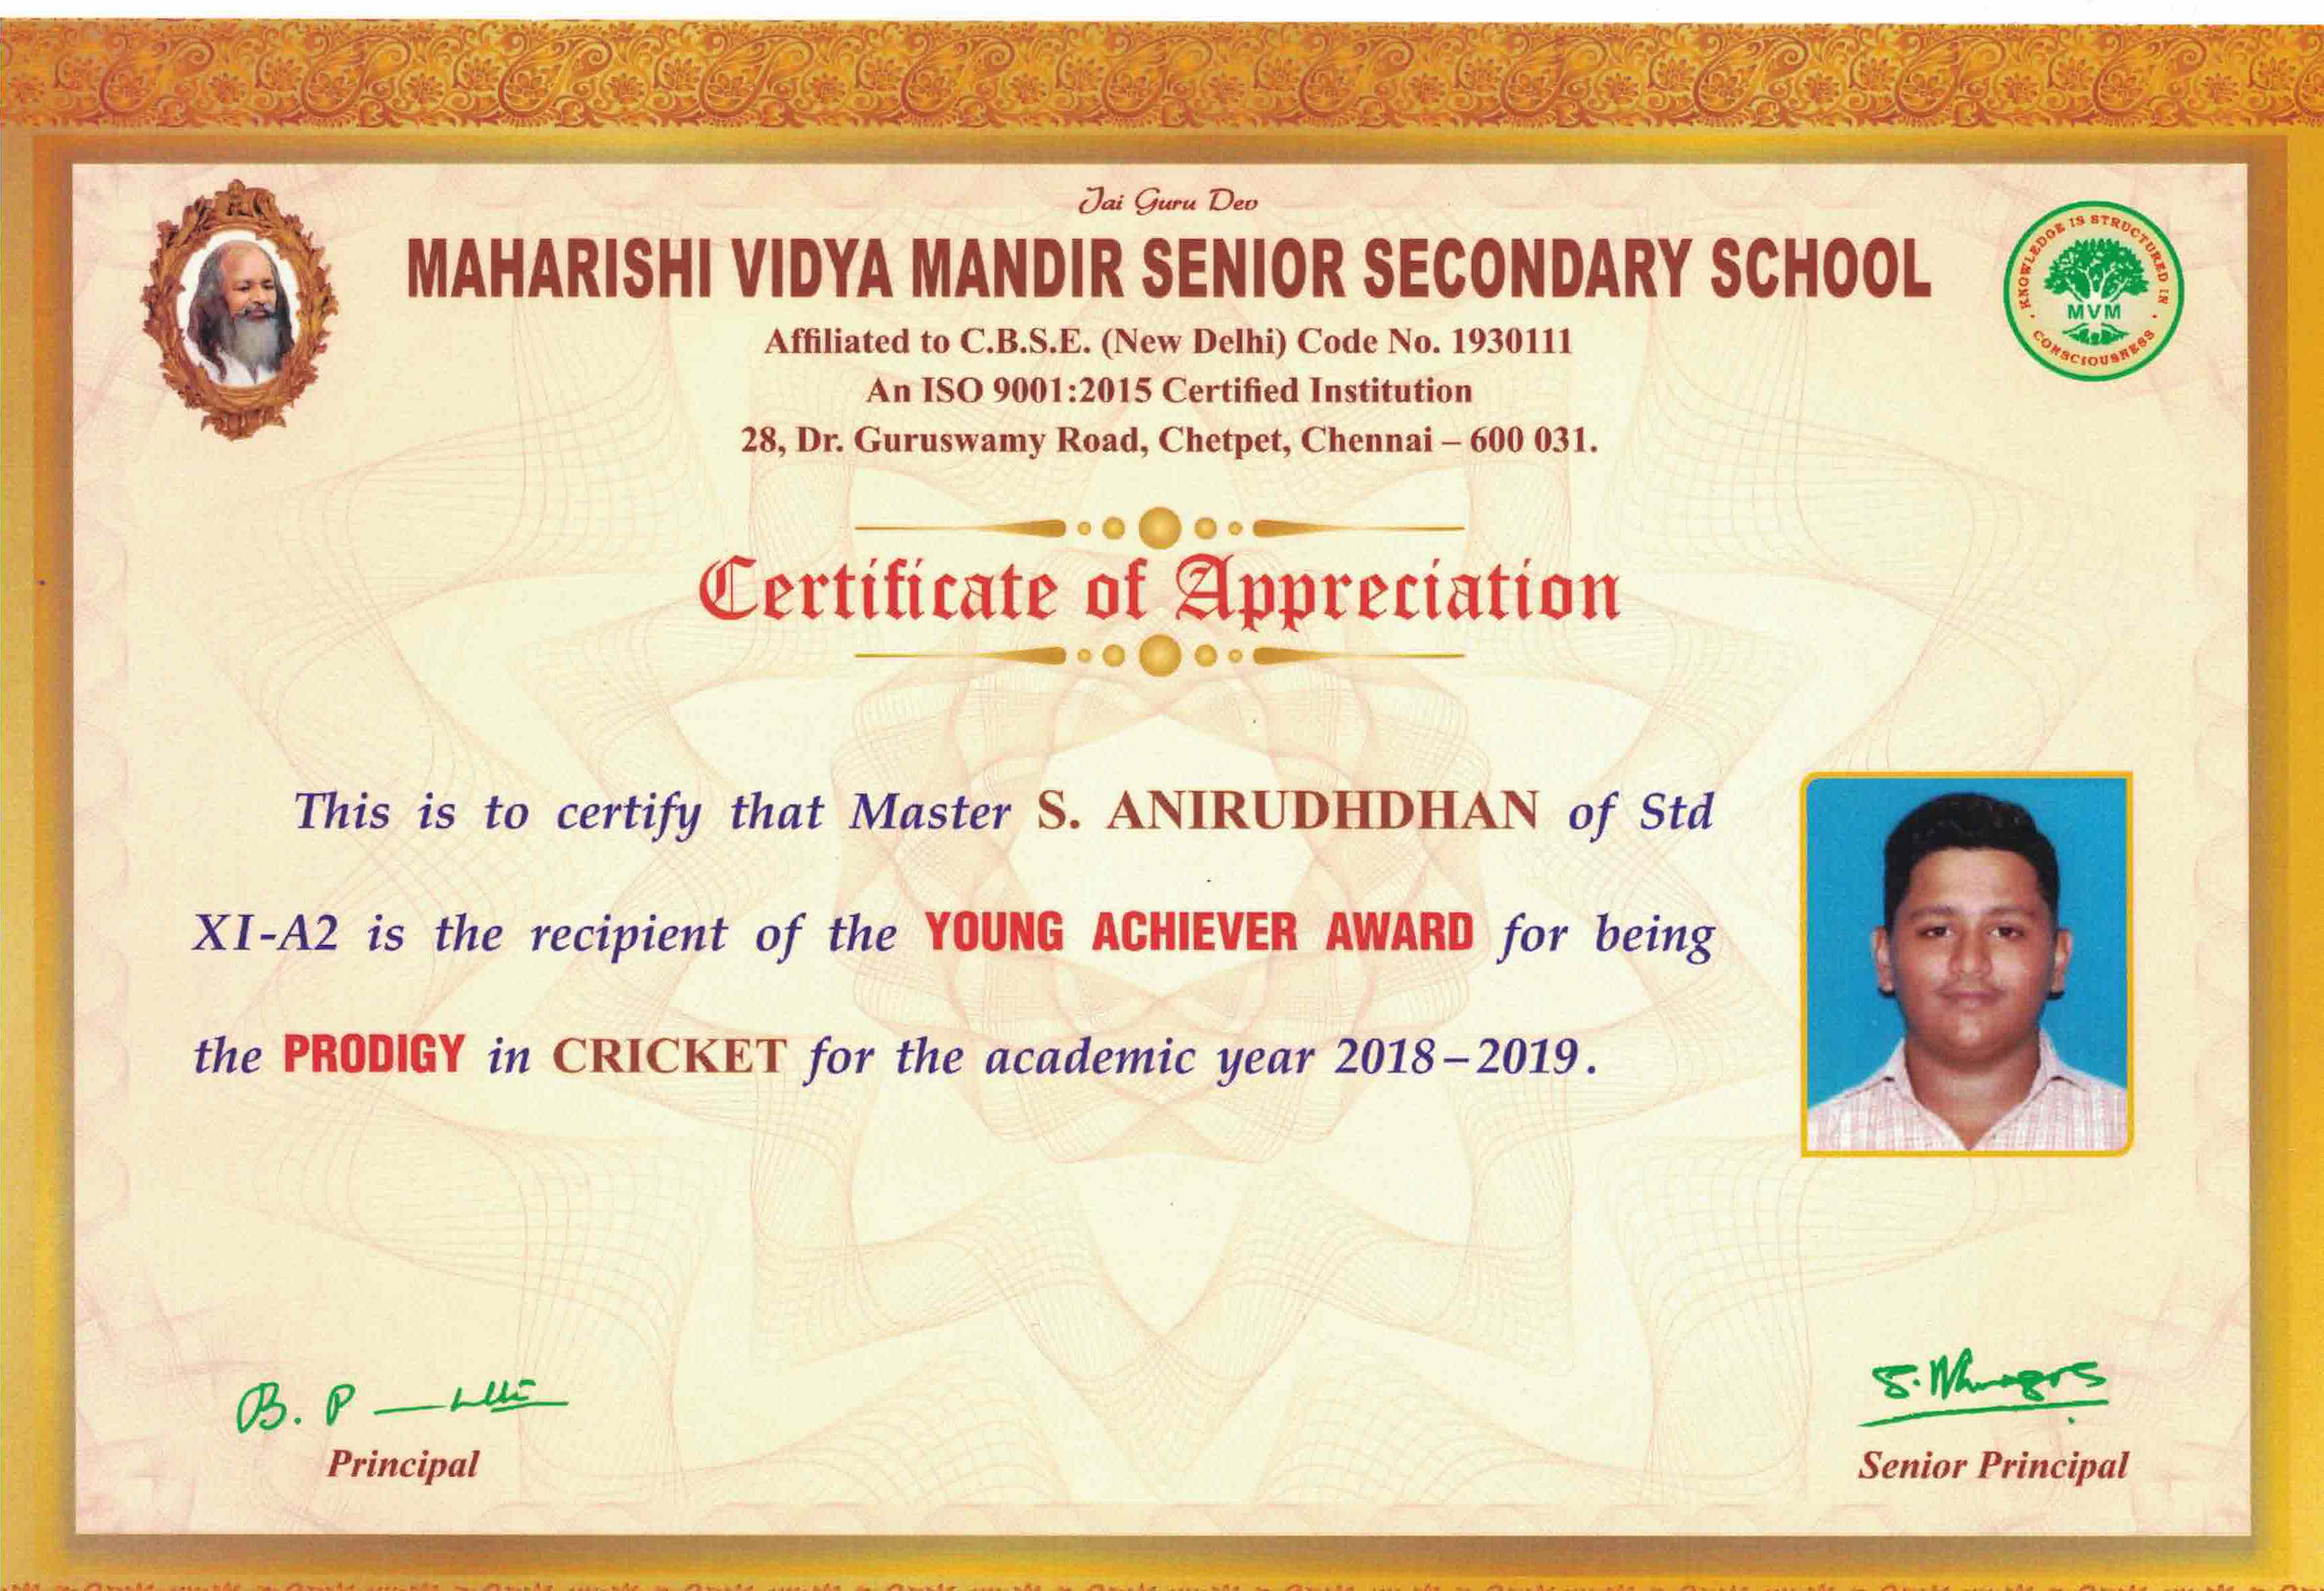 Jai Guru Dev
MAHARISHI VIDYA MANDIR SENIOR SECONDARY SCHOOL
KNOWLEDGE IS STRUCTURED IN
MVM
CONSCIOUSNESS
Affiliated to C.B.S.E. (New Delhi) Code No. 1930111
An ISO 9001:2015 Certified Institution
28, Dr. Guruswamy Road, Chetpet, Chennai – 600 031.
Certificate of Appreciation
This is to certify that Master S. ANIRUDHDHAN of Std
XI-A2 is the recipient of the YOUNG ACHIEVER AWARD for being
the PRODIGY in CRICKET for the academic year 2018–2019.
B. P
Principal
Senior Principal